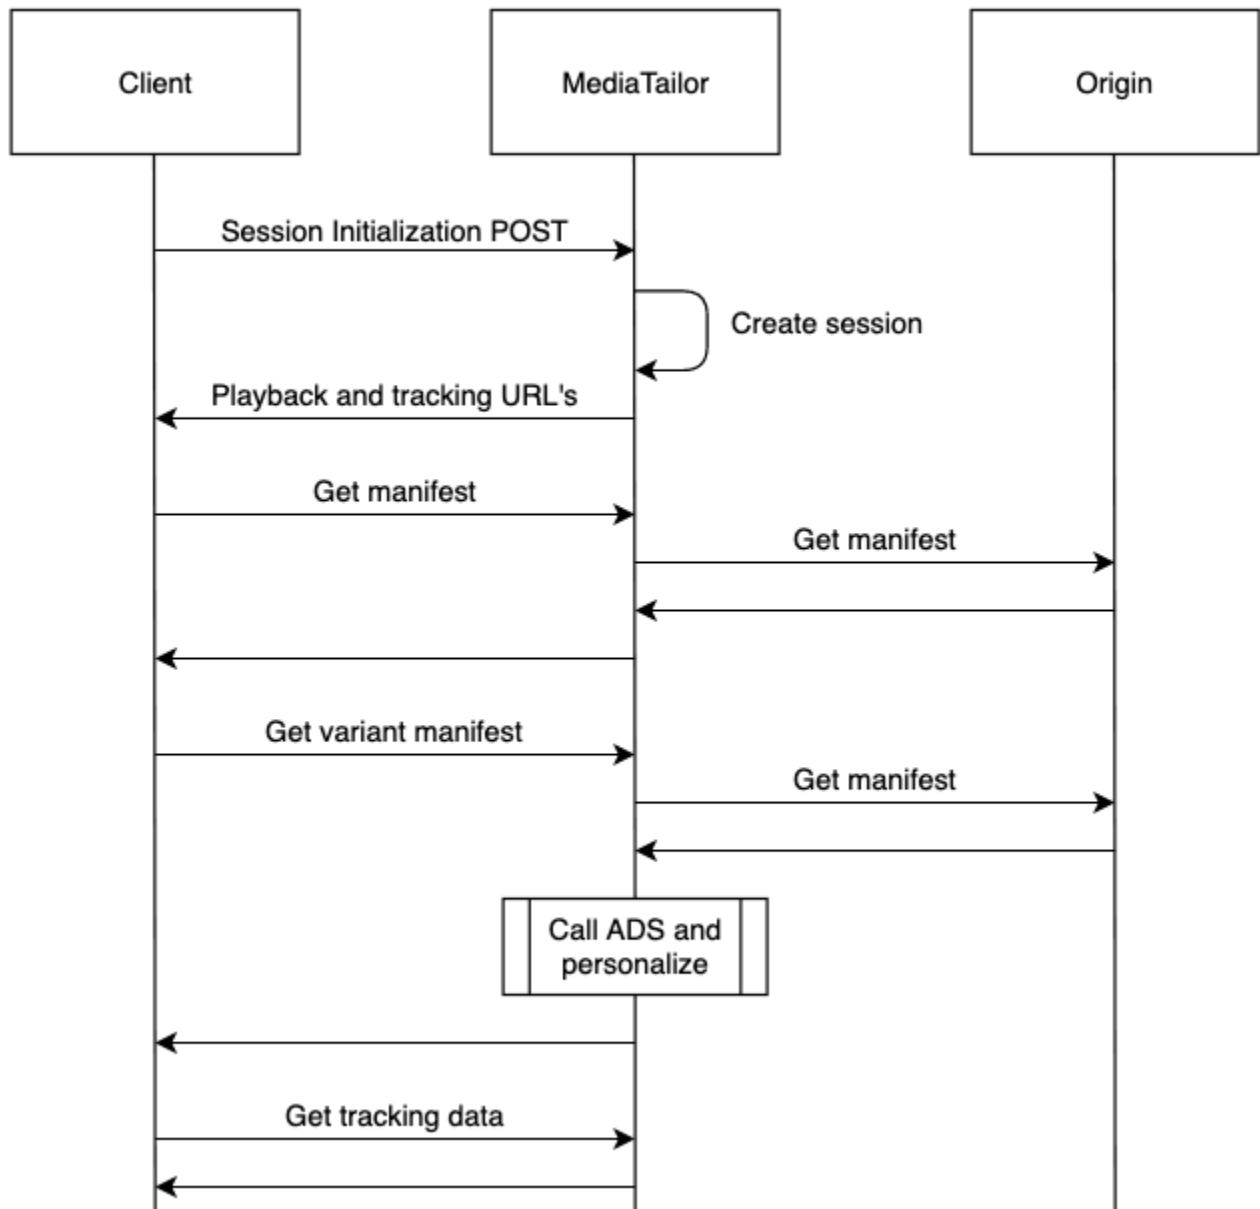 Client
MediaTailor
Origin
Session Initialization POST
Create session
Playback and tracking URL's
Get manifest
Get manifest
Get variant manifest
Get manifest
Call ADS and
personalize
Get tracking data